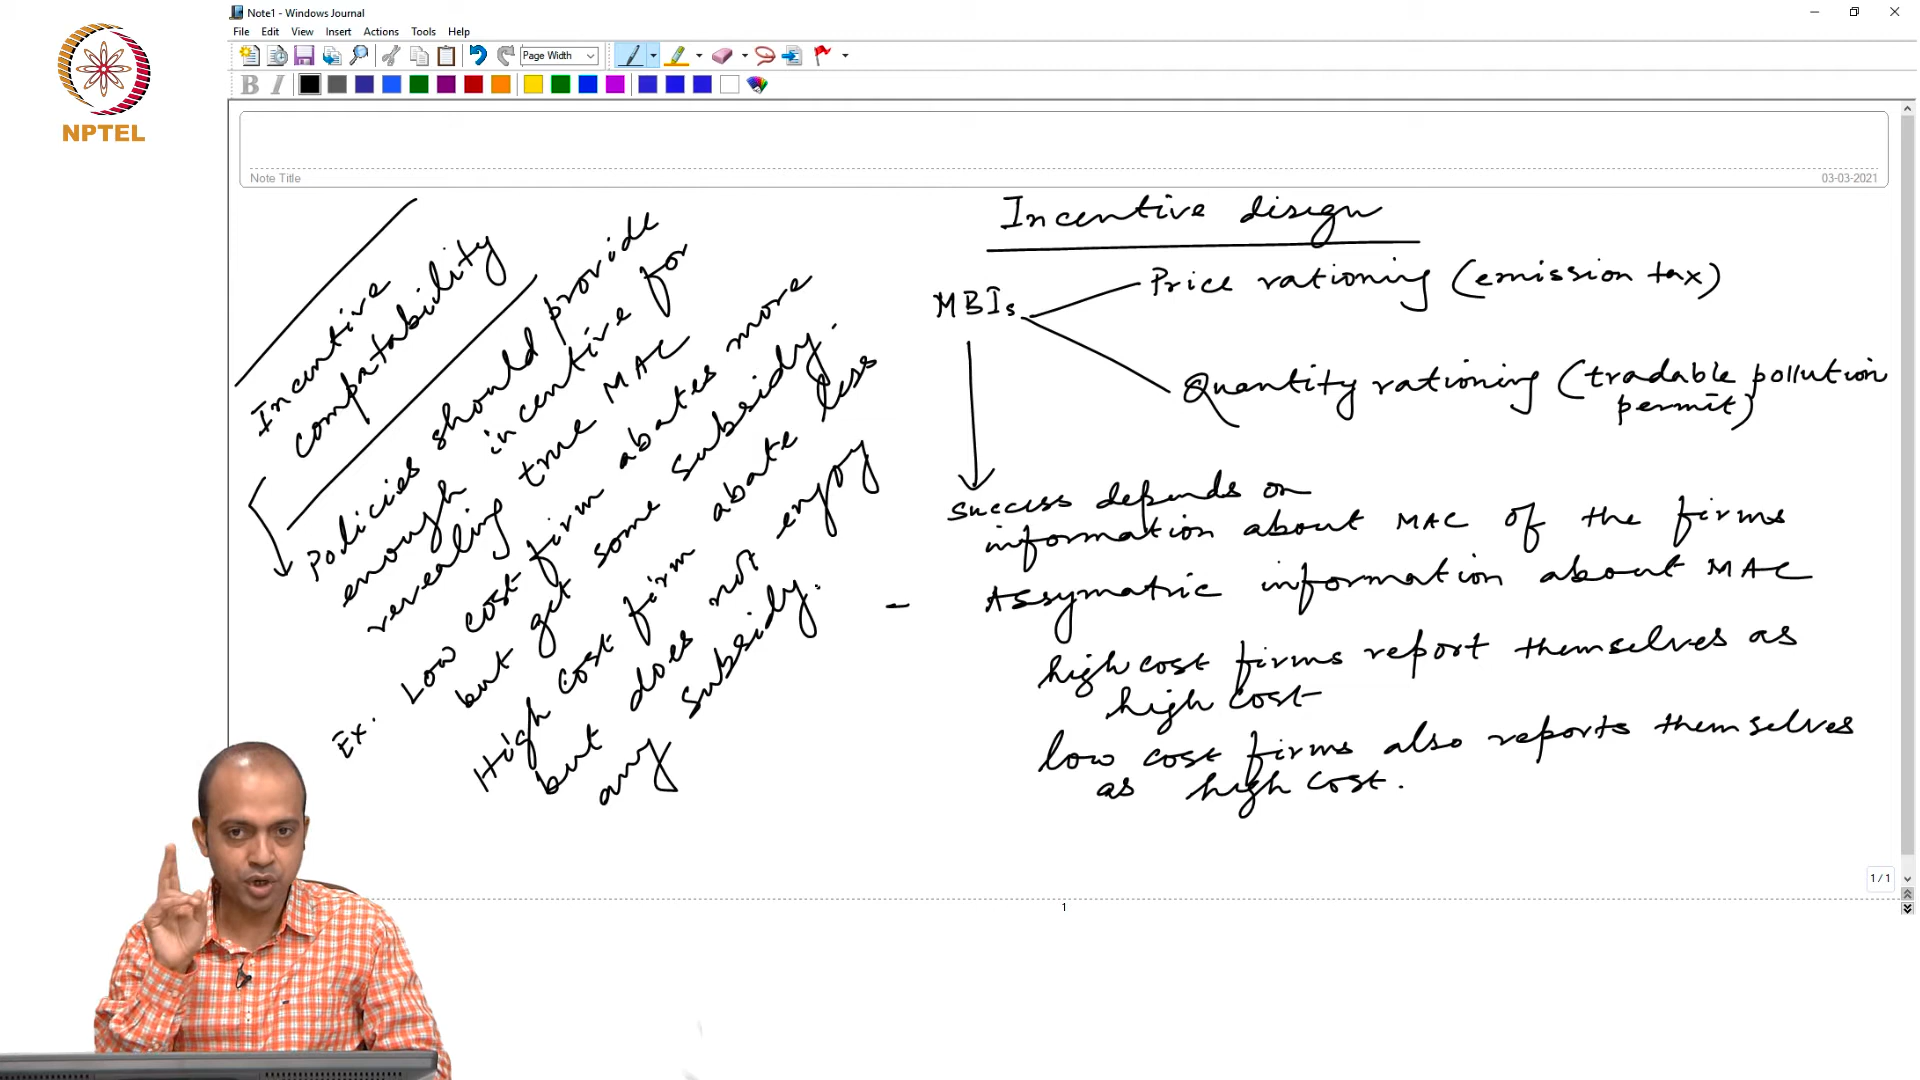 Note1 - Windows Journal
File Edit View Insert Actions Tools Help
Page Width
B I
NPTEL
Note Title
03-03-2021
Incentive disign
MBIs
Price rationing (emission tax)
Quantity rationing (tradable pollution
permit)
success depends on
information about MAC of the firms
- Assymatric information about MAC
high cost firms report themselves as
high cost
low cost firms also reports themselves
as high cost.
Incentive
compatability
Policies should provide
enough incentive for
revealing true MAC
Ex. Low cost firm abates more
but get some subsidy.
High cost firm abate less
but does not enjoy
any subsidy.
1/1
1